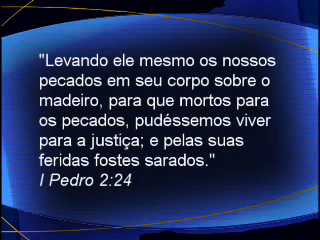 "Levando ele mesmo os nossos
pecados em seu corpo sobre o
madeiro, para que mortos para
os pecados, pudéssemos viver
para a justiça; e pelas suas
feridas fostes sarados."
I Pedro 2:24